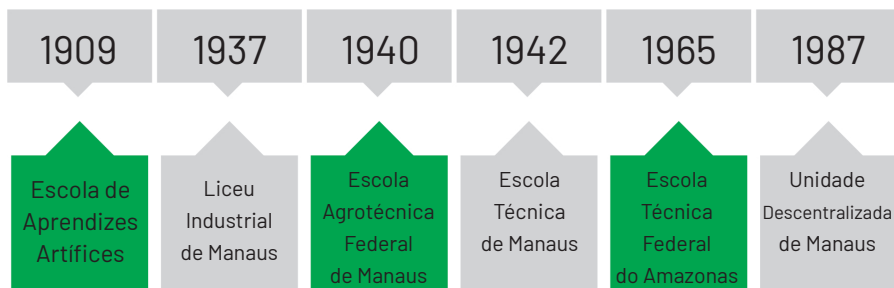 1909
1937
1940
1942
1965
1987
Escola de
Aprendizes
Artífices
Liceu
Industrial
de Manaus
Escola
Agrotécnica
Federal
de Manaus
Escola
Técnica
de Manaus
Escola
Técnica
Federal
do Amazonas
Unidade
Descentralizada
de Manaus